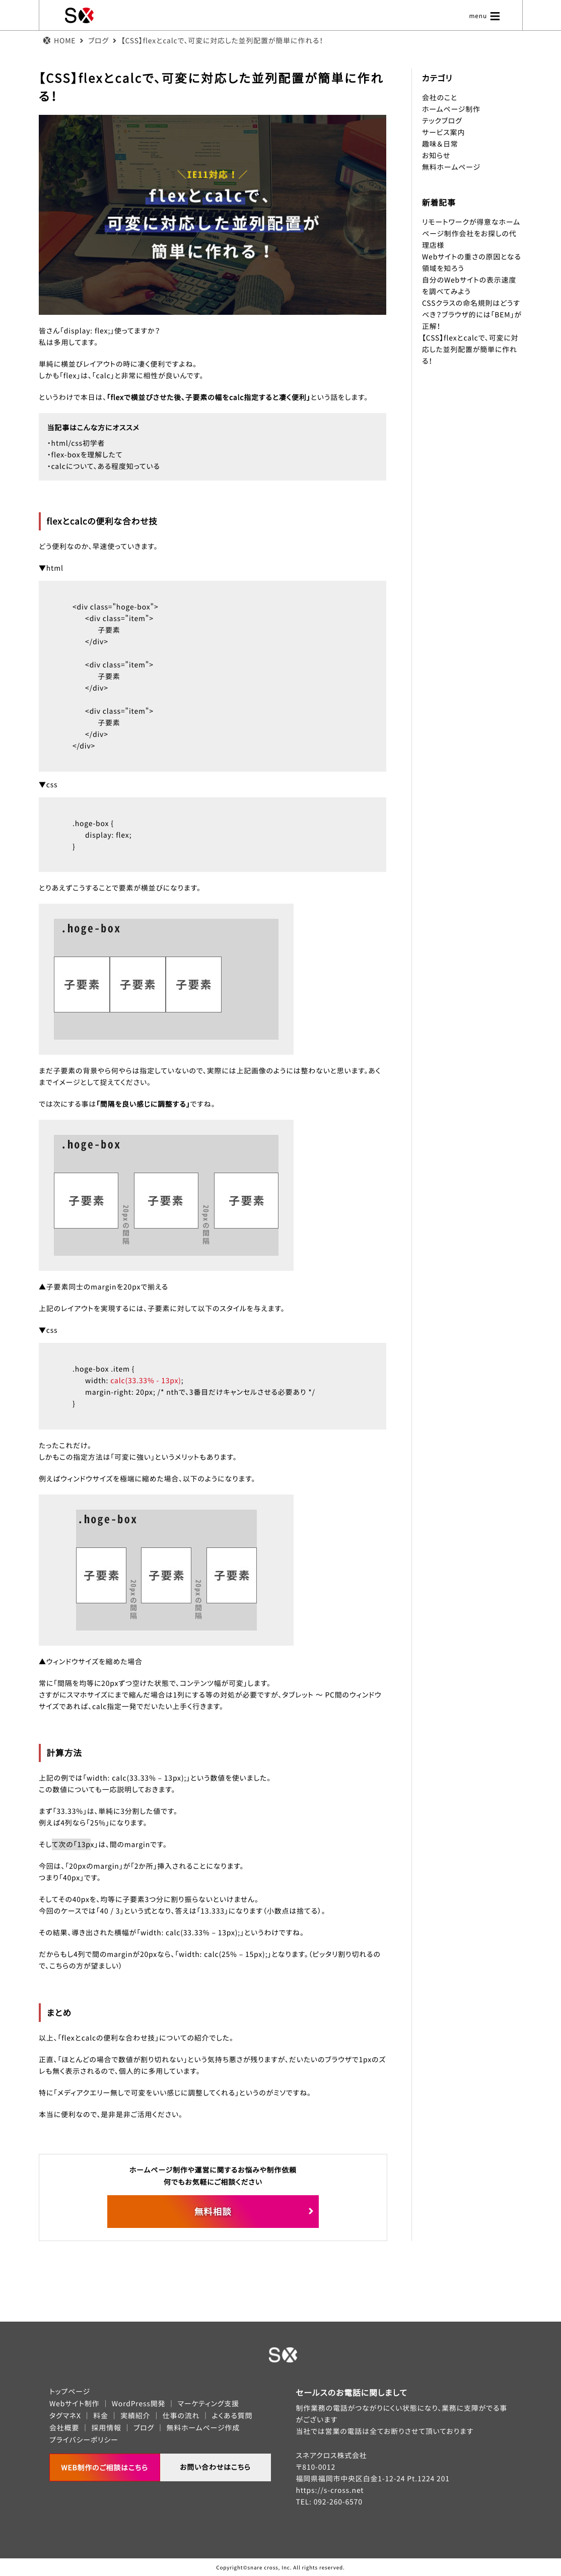 SX
menu
HOME > ブログ > 【CSS】flexとcalcで、可変に対応した並列配置が簡単に作れる！
【CSS】flexとcalcで、可変に対応した並列配置が簡単に作れ
る！
＼IE11対応！／
flexとcalcで、
可変に対応した並列配置が
簡単に作れる！
皆さん「display: flex;」使ってますか？
私は多用してます。
単純に横並びレイアウトの時に凄く便利ですよね。
しかも「flex」は、「calc」と非常に相性が良いんです。
というわけで本日は、「flexで横並びさせた後、子要素の幅をcalc指定すると凄く便利」という話をします。
当記事はこんな方にオススメ
・html/css初学者
・flex-boxを理解したて
・calcについて、ある程度知っている
flexとcalcの便利な合わせ技
どう便利なのか、早速使っていきます。
▼html
<div class="hoge-box">
<div class="item">
子要素
</div>
<div class="item">
子要素
</div>
<div class="item">
子要素
</div>
</div>
▼css
.hoge-box {
display: flex;
}
とりあえずこうすることで要素が横並びになります。
.hoge-box
子要素 子要素 子要素
まだ子要素の背景やら何やらは指定していないので、実際には上記画像のようには整わないと思います。あく
までイメージとして捉えてください。
では次にする事は「間隔を良い感じに調整する」ですね。
.hoge-box
子要素 20pxの間隔 子要素 20pxの間隔 子要素
▲子要素同士のmarginを20pxで揃える
上記のレイアウトを実現するには、子要素に対して以下のスタイルを与えます。
▼css
.hoge-box .item {
width: calc(33.33% - 13px);
margin-right: 20px; /* nthで、3番目だけキャンセルさせる必要あり */
}
たったこれだけ。
しかもこの指定方法は「可変に強い」というメリットもあります。
例えばウィンドウサイズを極端に縮めた場合、以下のようになります。
.hoge-box
子要素 20pxの間隔 子要素 20pxの間隔 子要素
▲ウィンドウサイズを縮めた場合
常に「間隔を均等に20pxずつ空けた状態で、コンテンツ幅が可変」します。
さすがにスマホサイズにまで縮んだ場合は1列にする等の対処が必要ですが、タブレット 〜 PC間のウィンドウ
サイズであれば、calc指定一発でだいたい上手く行きます。
計算方法
上記の例では「width: calc(33.33% – 13px);」という数値を使いました。
この数値についても一応説明しておきます。
まず「33.33%」は、単純に3分割した値です。
例えば4列なら「25%」になります。
そして次の「13px」は、間のmarginです。
今回は、「20pxのmargin」が「2か所」挿入されることになります。
つまり「40px」です。
そしてその40pxを、均等に子要素3つ分に割り振らないといけません。
今回のケースでは「40 / 3」という式となり、答えは「13.333」になります（小数点は捨てる）。
その結果、導き出された横幅が「width: calc(33.33% – 13px);」というわけですね。
だからもし4列で間のmarginが20pxなら、「width: calc(25% – 15px);」となります。（ピッタリ割り切れるの
で、こちらの方が望ましい）
まとめ
以上、「flexとcalcの便利な合わせ技」についての紹介でした。
正直、「ほとんどの場合で数値が割り切れない」という気持ち悪さが残りますが、だいたいのブラウザで1pxのズ
レも無く表示されるので、個人的に多用しています。
特に「メディアクエリー無しで可変をいい感じに調整してくれる」というのがミソですね。
本当に便利なので、是非是非ご活用ください。
ホームページ制作や運営に関するお悩みや制作依頼
何でもお気軽にご相談ください
無料相談
カテゴリ
会社のこと
ホームページ制作
テックブログ
サービス案内
趣味＆日常
お知らせ
無料ホームページ
新着記事
リモートワークが得意なホーム
ページ制作会社をお探しの代
理店様
Webサイトの重さの原因となる
領域を知ろう
自分のWebサイトの表示速度
を調べてみよう
CSSクラスの命名規則はどうす
べき？ブラウザ的には「BEM」が
正解！
【CSS】flexとcalcで、可変に対
応した並列配置が簡単に作れ
る！
SX
トップページ
Webサイト制作 ｜ WordPress開発 ｜ マーケティング支援
タグマネX ｜ 料金 ｜ 実績紹介 ｜ 仕事の流れ ｜ よくある質問
会社概要 ｜ 採用情報 ｜ ブログ ｜ 無料ホームページ作成
プライバシーポリシー
WEB制作のご相談はこちら お問い合わせはこちら
セールスのお電話に関しまして
制作業務の電話がつながりにくい状態になり、業務に支障がでる事
がございます
当社では営業の電話は全てお断りさせて頂いております
スネアクロス株式会社
〒810-0012
福岡県福岡市中央区白金1-12-24 Pt.1224 201
https://s-cross.net
TEL: 092-260-6570
Copyright©snare cross, Inc. All rights reserved.